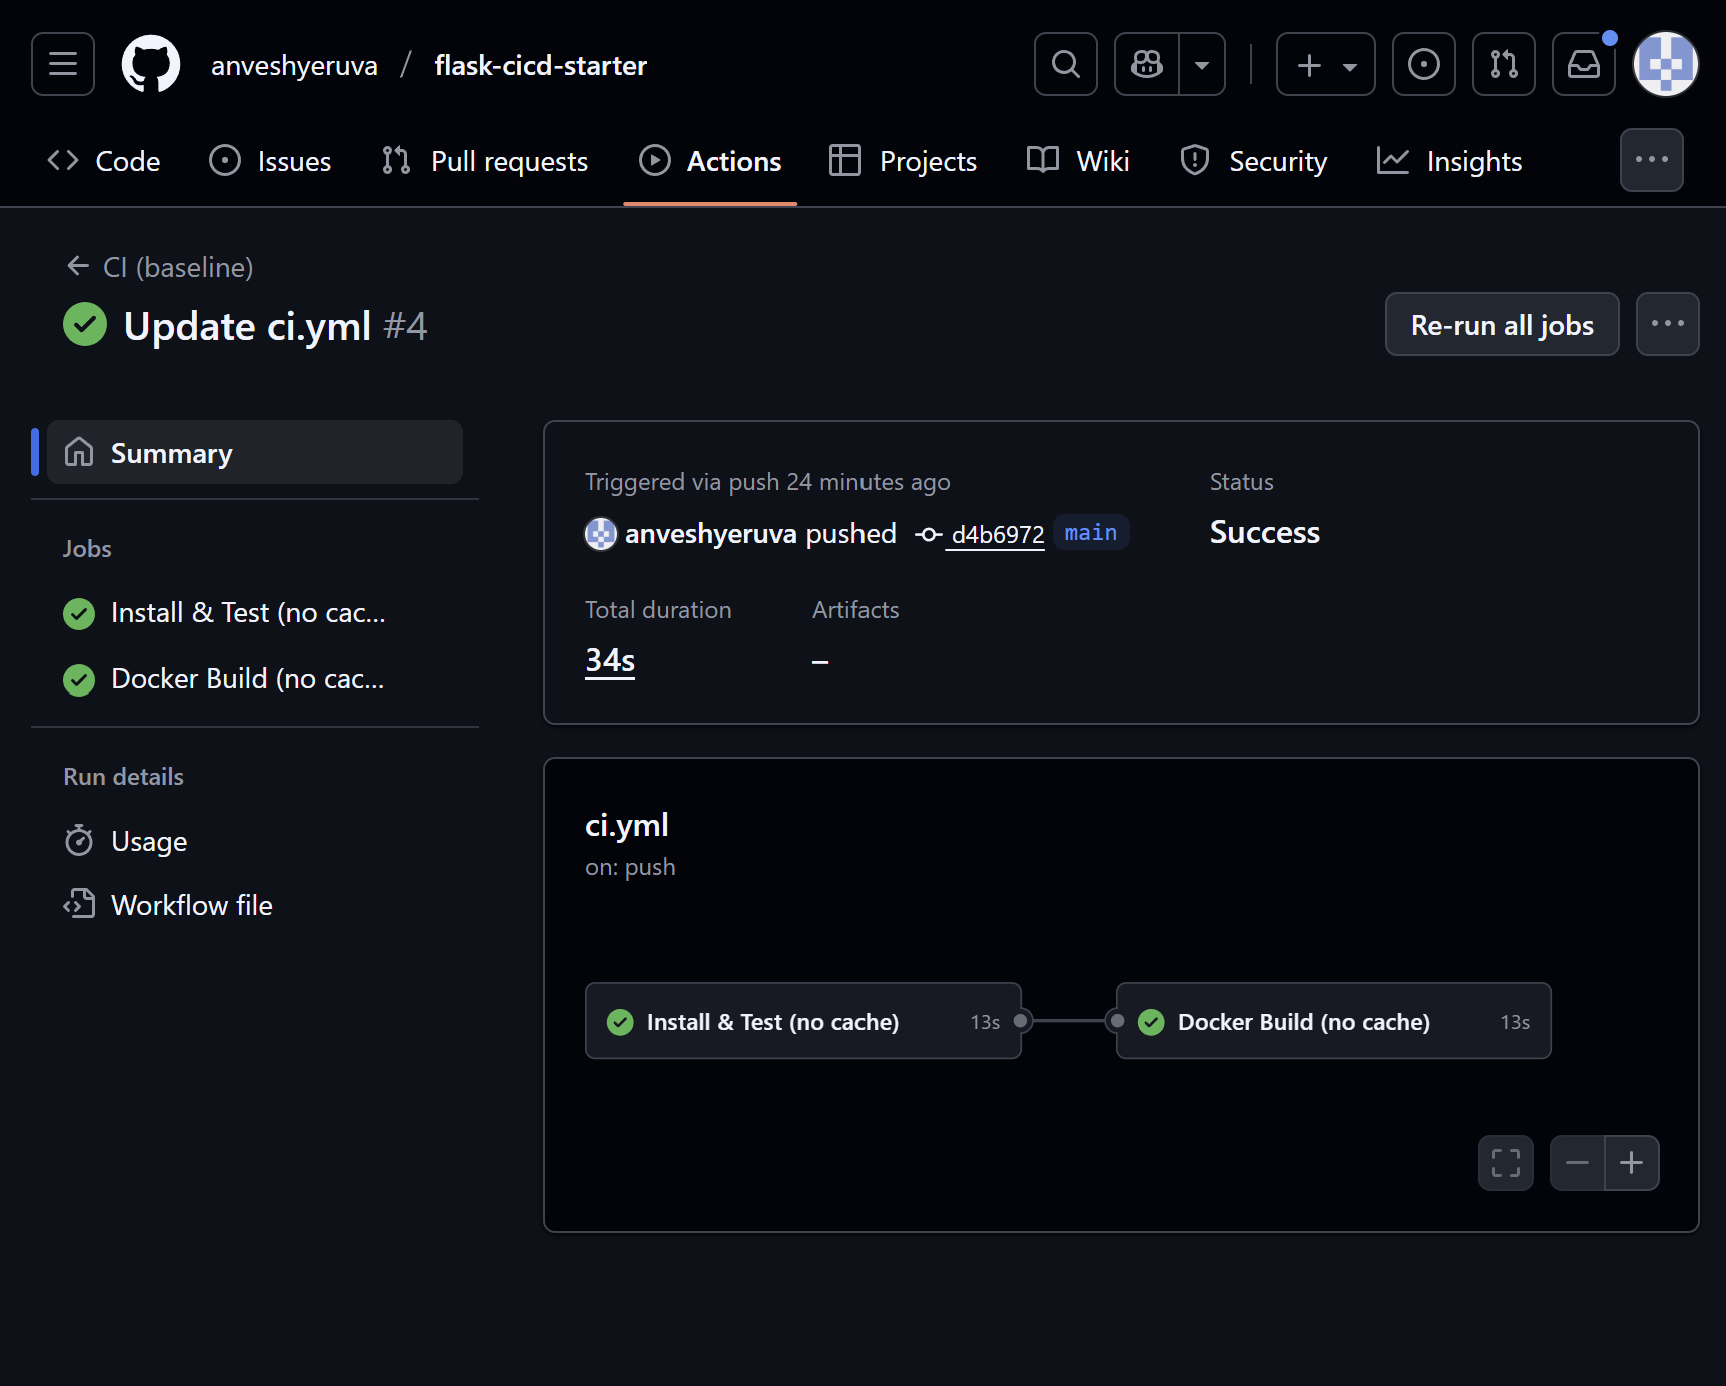 anveshyeruva / flask-cicd-starter
Code Issues Pull requests Actions Projects Wiki Security Insights
CI (baseline)
Update ci.yml #4
Re-run all jobs
Summary
Jobs
Install & Test (no cac...
Docker Build (no cac...
Run details
Usage
Workflow file
Triggered via push 24 minutes ago
anveshyeruva pushed d4b6972 main
Status
Success
Total duration
34s
Artifacts
–
ci.yml
on: push
Install & Test (no cache) 13s
Docker Build (no cache) 13s